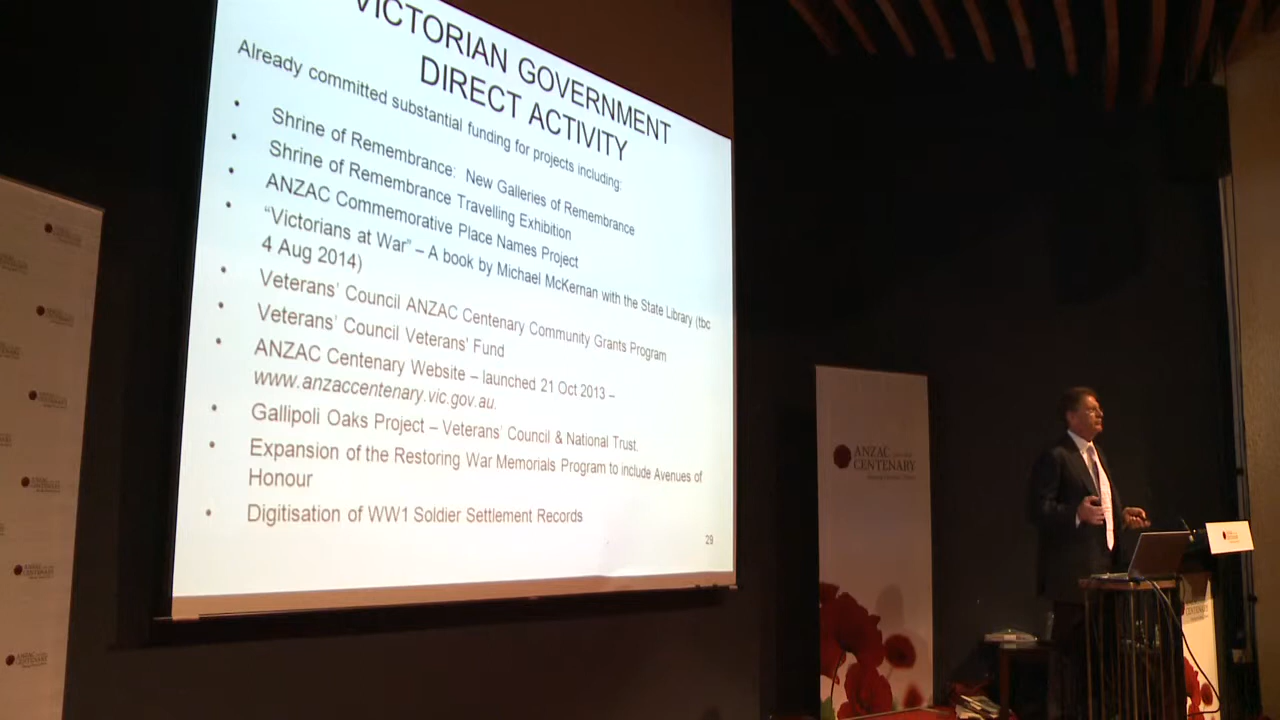 VICTORIAN GOVERNMENT
DIRECT ACTIVITY
Already committed substantial funding for projects including:
• Shrine of Remembrance: New Galleries of Remembrance
• Shrine of Remembrance Travelling Exhibition
• ANZAC Commemorative Place Names Project
• "Victorians at War" – A book by Michael McKernan with the State Library (tbc
4 Aug 2014)
• Veterans' Council ANZAC Centenary Community Grants Program
• Veterans' Council Veterans' Fund
• ANZAC Centenary Website – launched 21 Oct 2013 –
www.anzaccentenary.vic.gov.au.
• Gallipoli Oaks Project – Veterans' Council & National Trust.
• Expansion of the Restoring War Memorials Program to include Avenues of
Honour
• Digitisation of WW1 Soldier Settlement Records
29
ANZAC
CENTENARY